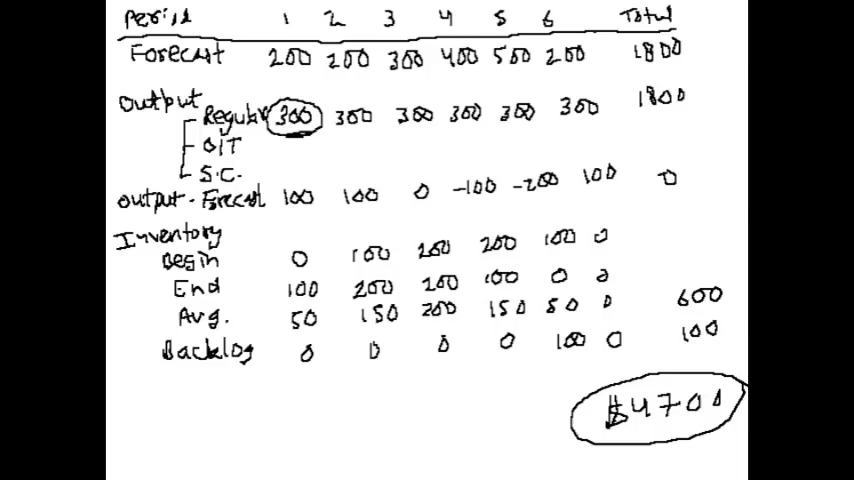 Period 1 2 3 4 5 6 Total
Forecast 200 200 300 400 500 200 1800
Output
Regular 300 300 300 300 300 300 1800
O/T
S.C.
Output - Forecast 100 100 0 -100 -200 100 0
Inventory
Begin 0 100 200 200 100 0
End 100 200 200 100 0 0
Avg. 50 150 200 150 50 0 600
Backlog 0 0 0 0 100 0 100
$4700